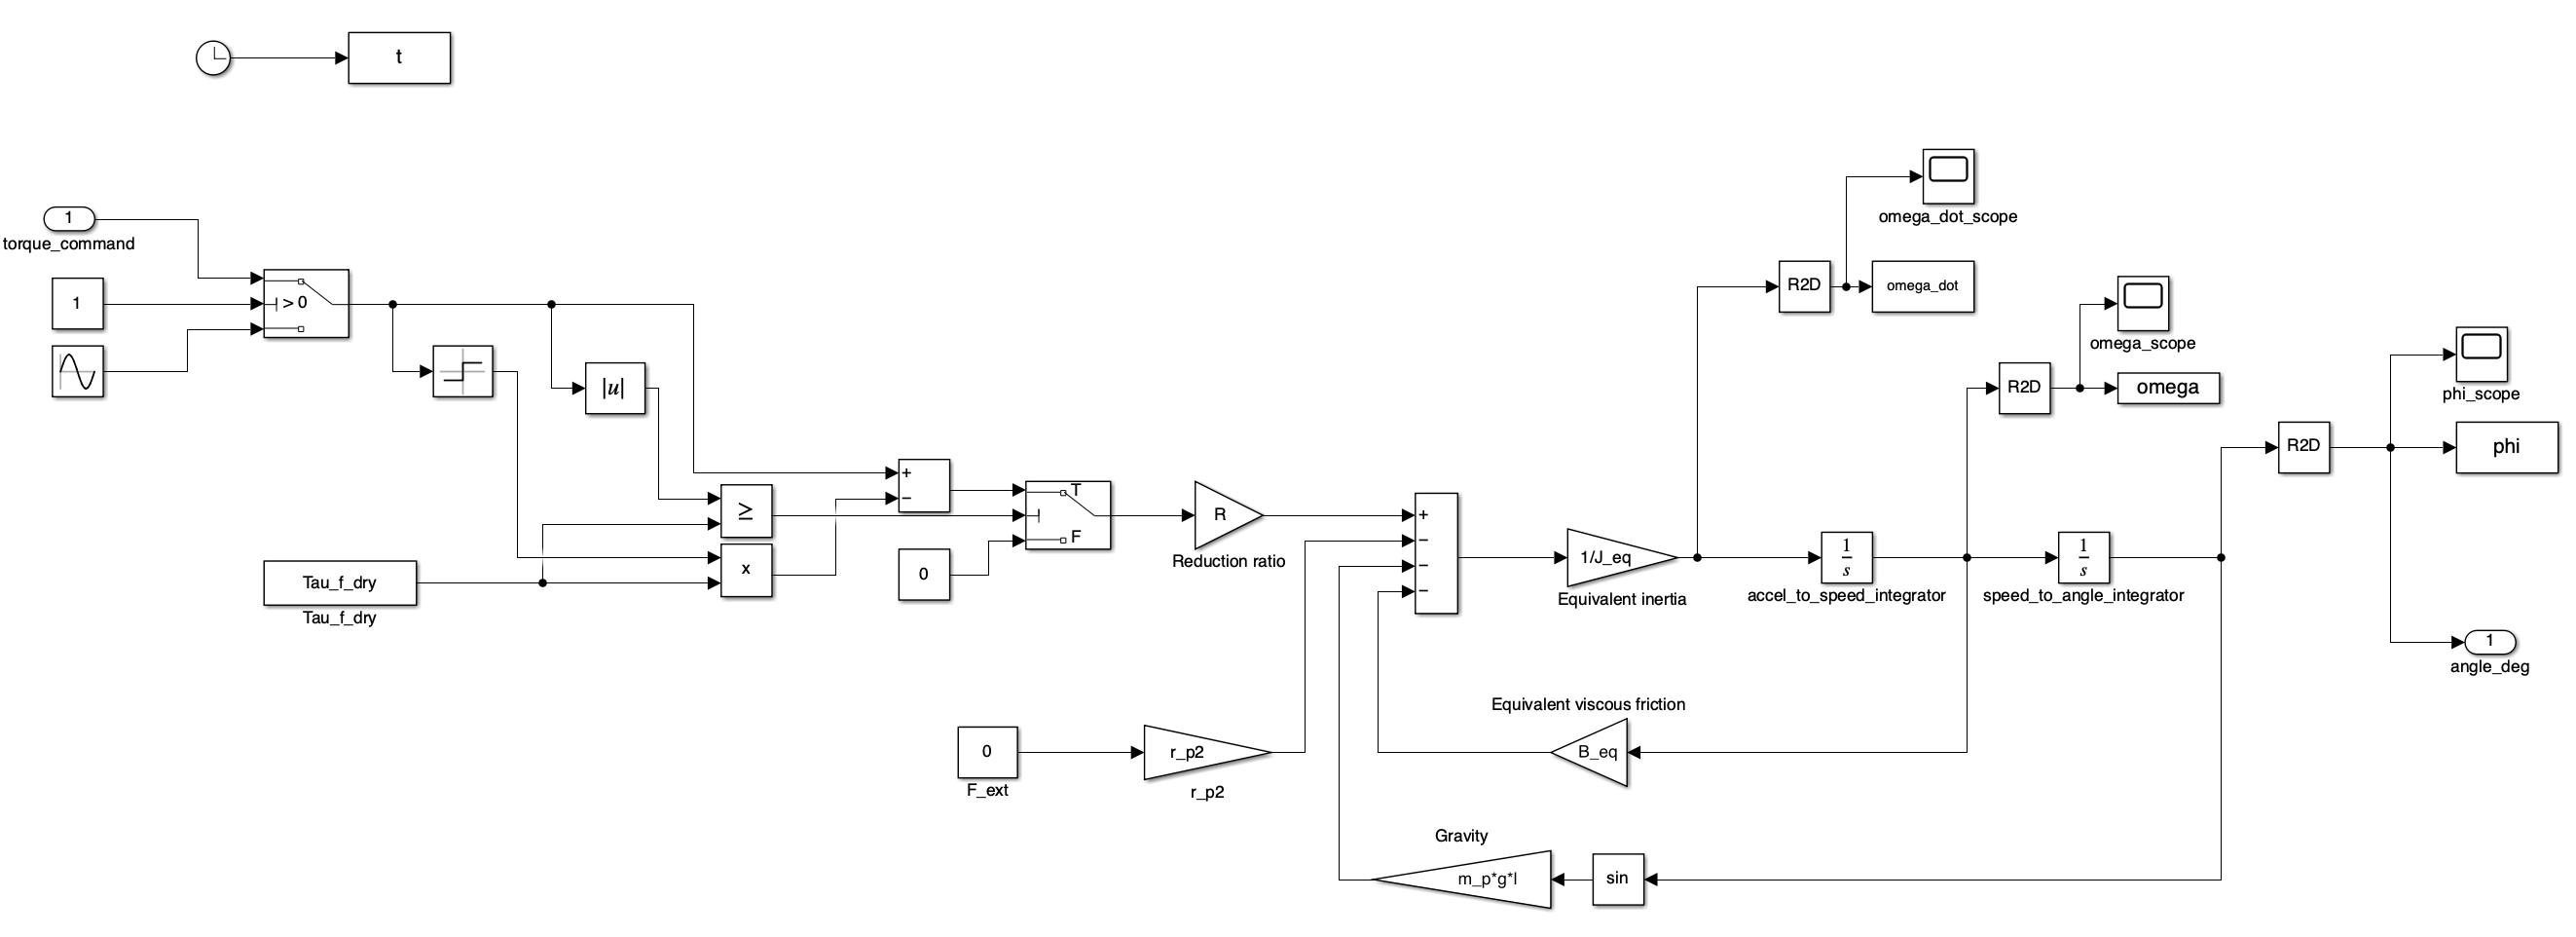 t
omega_dot_scope
1
torque_command
R2D
omega_dot
1
> 0
omega_scope
R2D
omega
phi_scope
|u|
R2D
phi
+
−
T
F
≥
R
Reduction ratio
+
−
−
−
x
0
Tau_f_dry
Tau_f_dry
1/J_eq
Equivalent inertia
1
s
accel_to_speed_integrator
1
s
speed_to_angle_integrator
1
angle_deg
Equivalent viscous friction
B_eq
0
F_ext
r_p2
r_p2
Gravity
m_p*g*l
sin